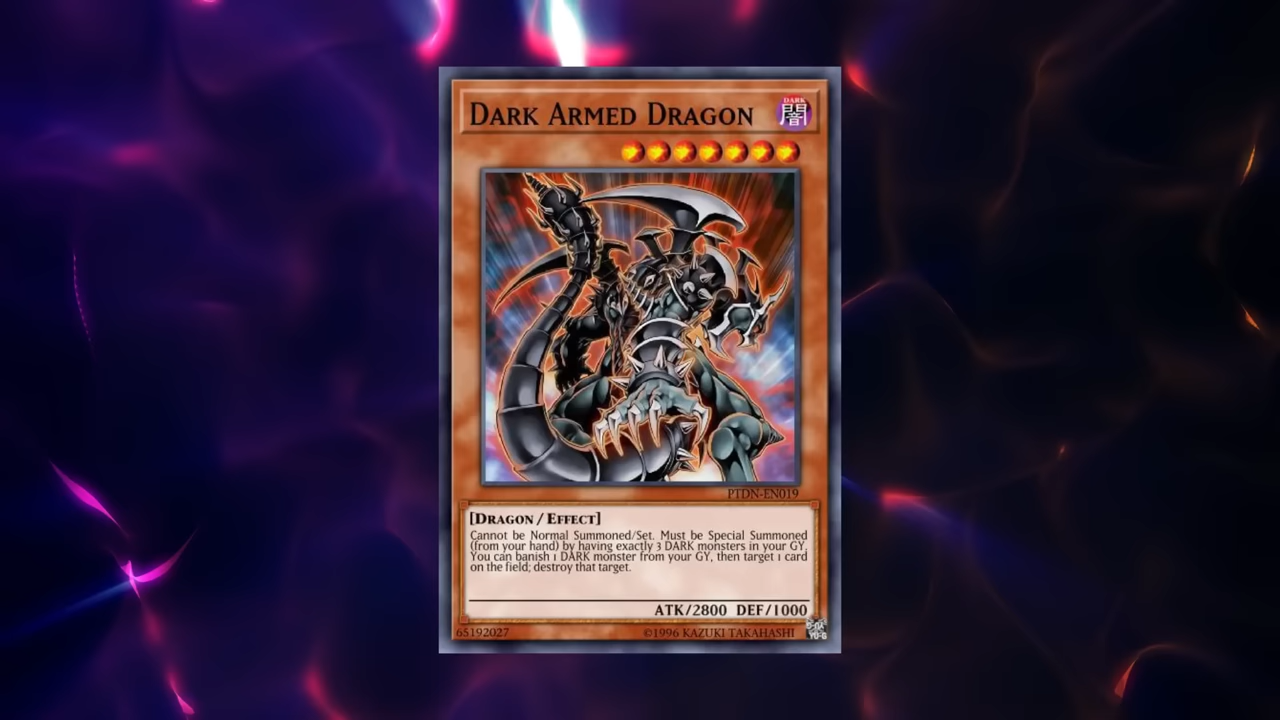 DARK ARMED DRAGON
DARK
闇
PTDN-EN019
[DRAGON / EFFECT]
Cannot be Normal Summoned/Set. Must be Special Summoned
(from your hand) by having exactly 3 DARK monsters in your GY.
You can banish 1 DARK monster from your GY, then target 1 card
on the field; destroy that target.
ATK/2800 DEF/1000
65192027
©1996 KAZUKI TAKAHASHI